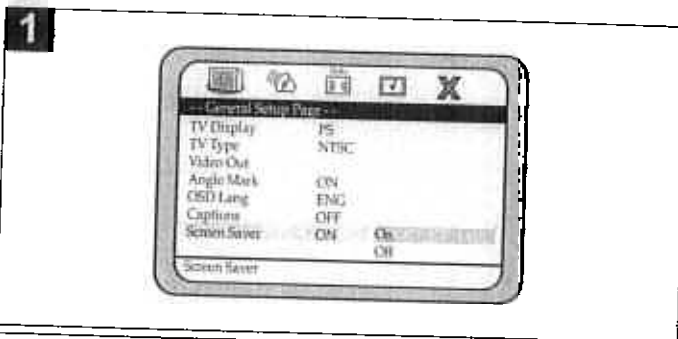 1
-- General Setup Page --
TV Display PS
TV Type NTSC
Video Out
Angle Mark ON
OSD Lang ENG
Captions OFF
Screen Saver ON On
Off
Screen Saver